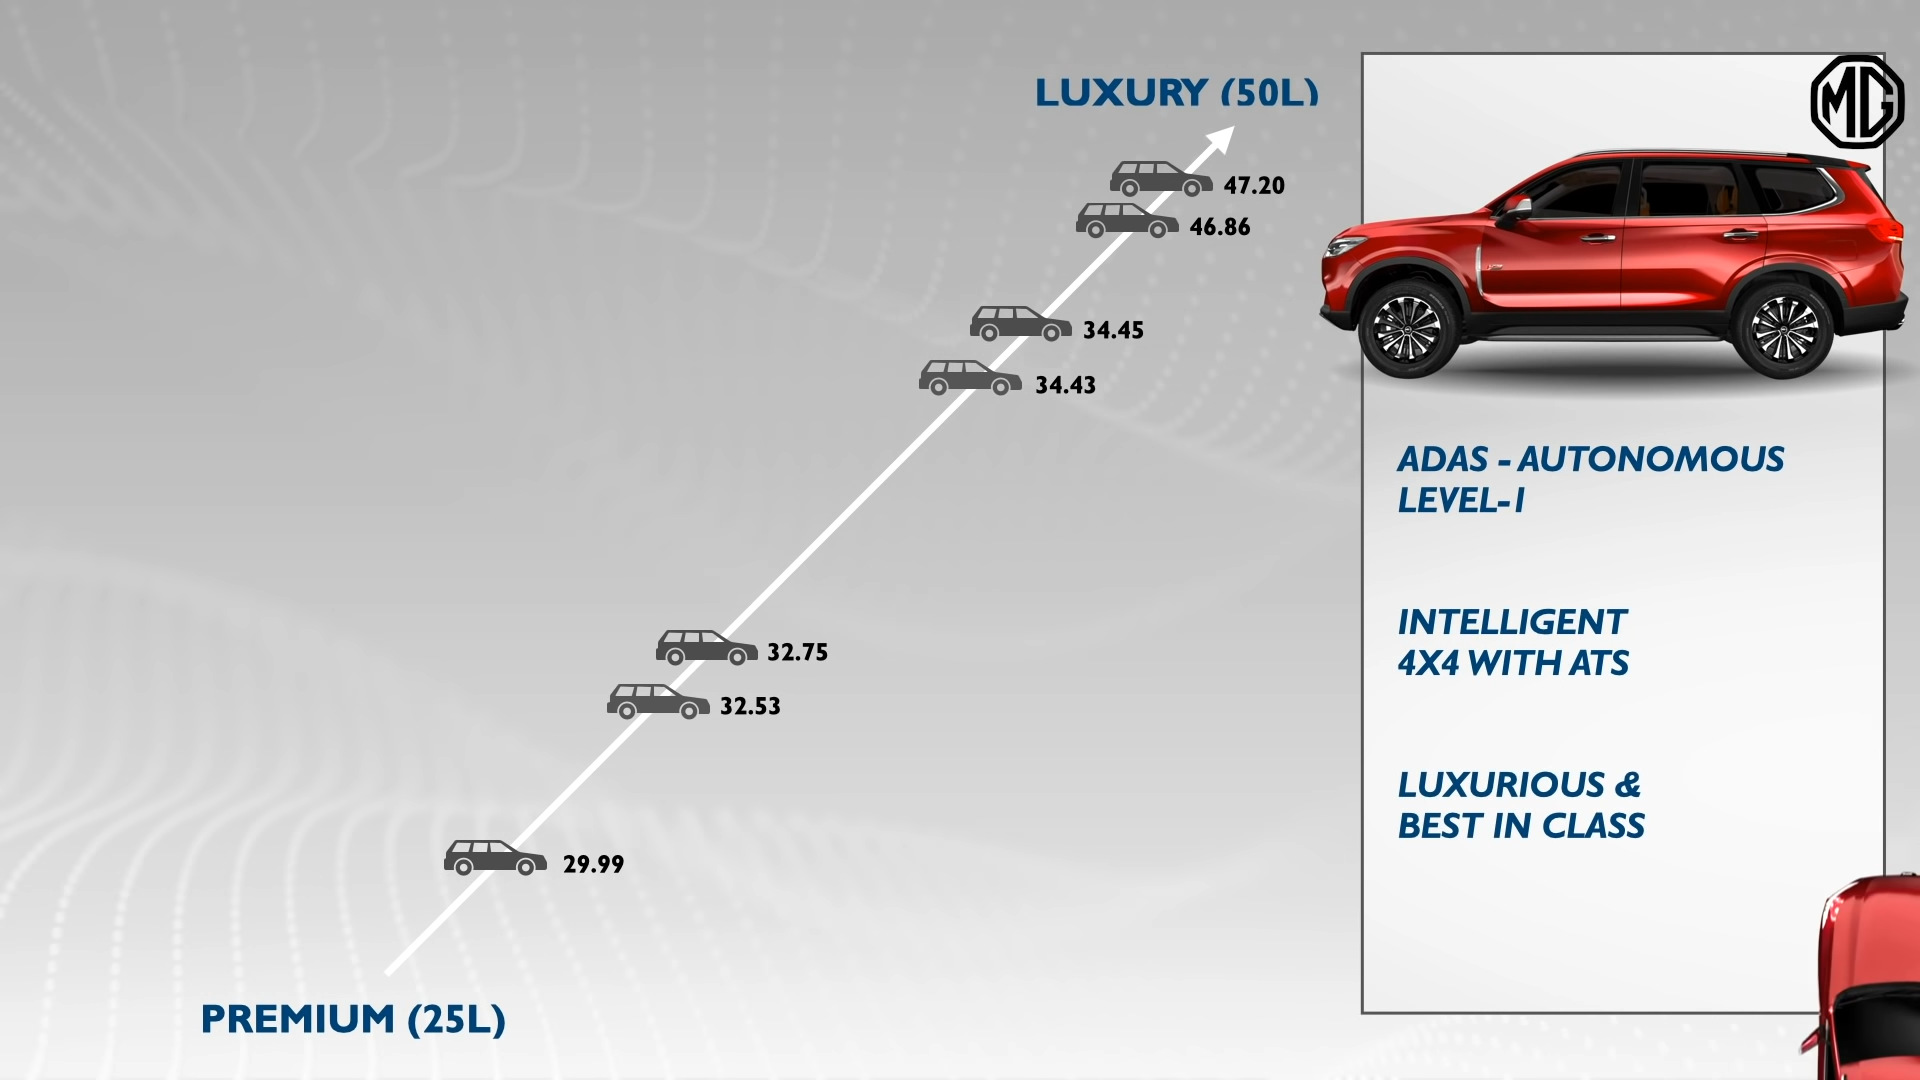 LUXURY (50L)
47.20
46.86
34.45
34.43
32.75
32.53
29.99
PREMIUM (25L)
MG
ADAS - AUTONOMOUS
LEVEL-1
INTELLIGENT
4X4 WITH ATS
LUXURIOUS &
BEST IN CLASS